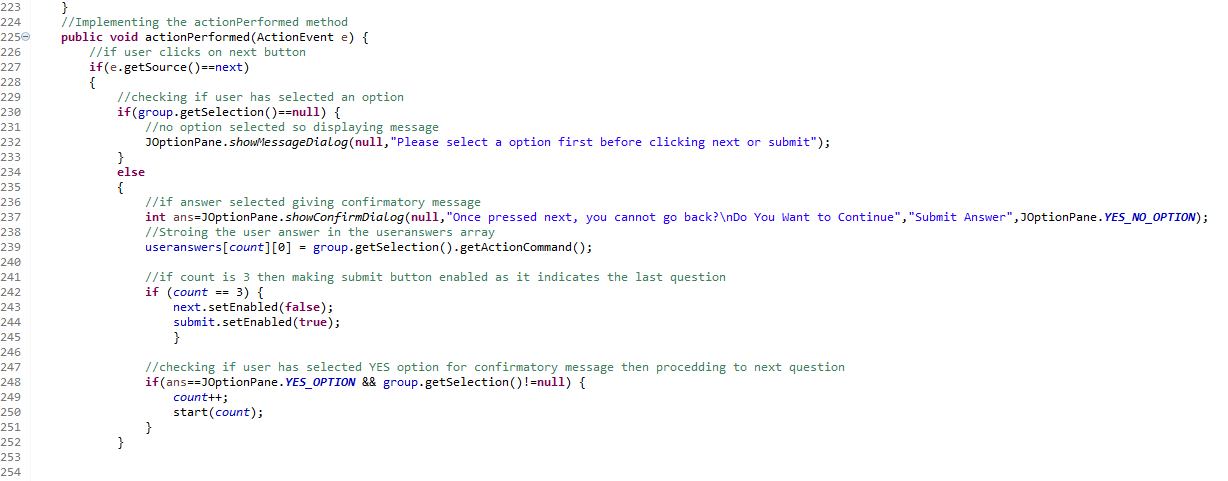 223 }
224 //Implementing the actionPerformed method
225 public void actionPerformed(ActionEvent e) {
226 //if user clicks on next button
227 if(e.getSource()==next)
228 {
229 //checking if user has selected an option
230 if(group.getSelection()==null) {
231 //no option selected so displaying message
232 JOptionPane.showMessageDialog(null,"Please select a option first before clicking next or submit");
233 }
234 else
235 {
236 //if answer selected giving confirmatory message
237 int ans=JOptionPane.showConfirmDialog(null,"Once pressed next, you cannot go back?\nDo You Want to Continue","Submit Answer",JOptionPane.YES_NO_OPTION);
238 //Stroing the user answer in the useranswers array
239 useranswers[count][0] = group.getSelection().getActionCommand();
240
241 //if count is 3 then making submit button enabled as it indicates the last question
242 if (count == 3) {
243 next.setEnabled(false);
244 submit.setEnabled(true);
245 }
246
247 //checking if user has selected YES option for confirmatory message then procedding to next question
248 if(ans==JOptionPane.YES_OPTION && group.getSelection()!=null) {
249 count++;
250 start(count);
251 }
252 }
253
254